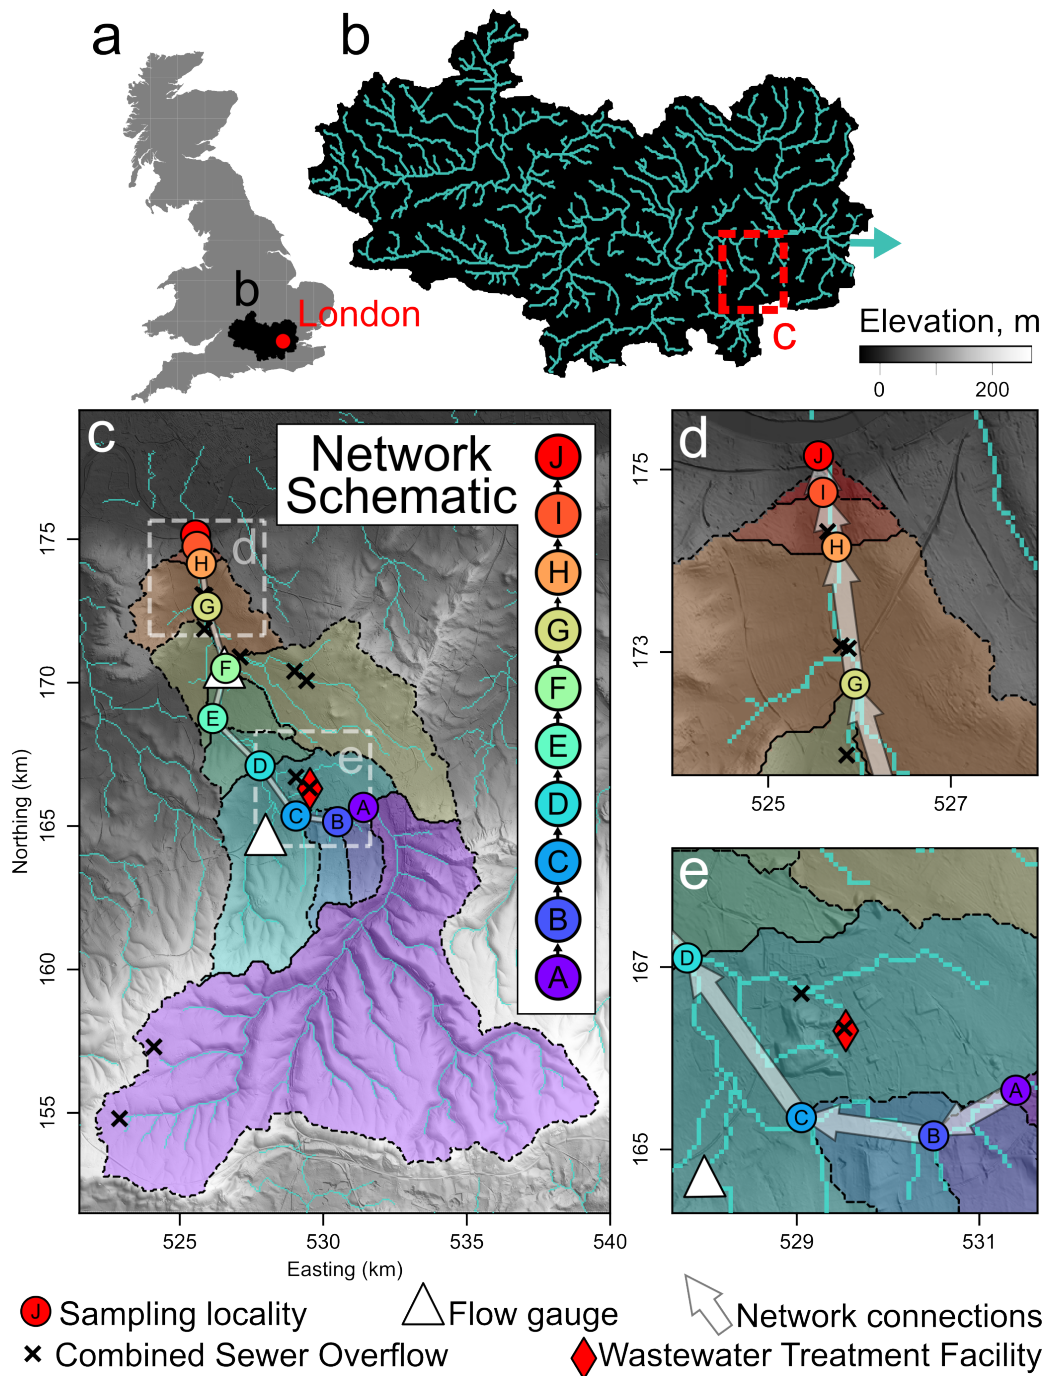 a
b
b
London
c
Elevation, m
0
200
c
Network
Schematic
J
I
H
G
F
E
D
C
B
A
d
H
G
F
E
e
D
C
B
A
175
170
165
160
155
Northing (km)
525
530
535
540
Easting (km)
d
J
I
H
G
175
173
525
527
e
D
A
C
B
167
165
529
531
J Sampling locality
Flow gauge
Network connections
Combined Sewer Overflow
Wastewater Treatment Facility